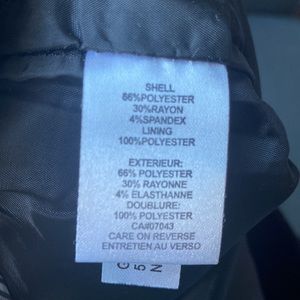 SHELL
66%POLYESTER
30%RAYON
4%SPANDEX
LINING
100%POLYESTER
EXTERIEUR:
66% POLYESTER
30% RAYONNE
4% ELASTHANNE
DOUBLURE:
100% POLYESTER
CA#07043
CARE ON REVERSE
ENTRETIEN AU VERSO